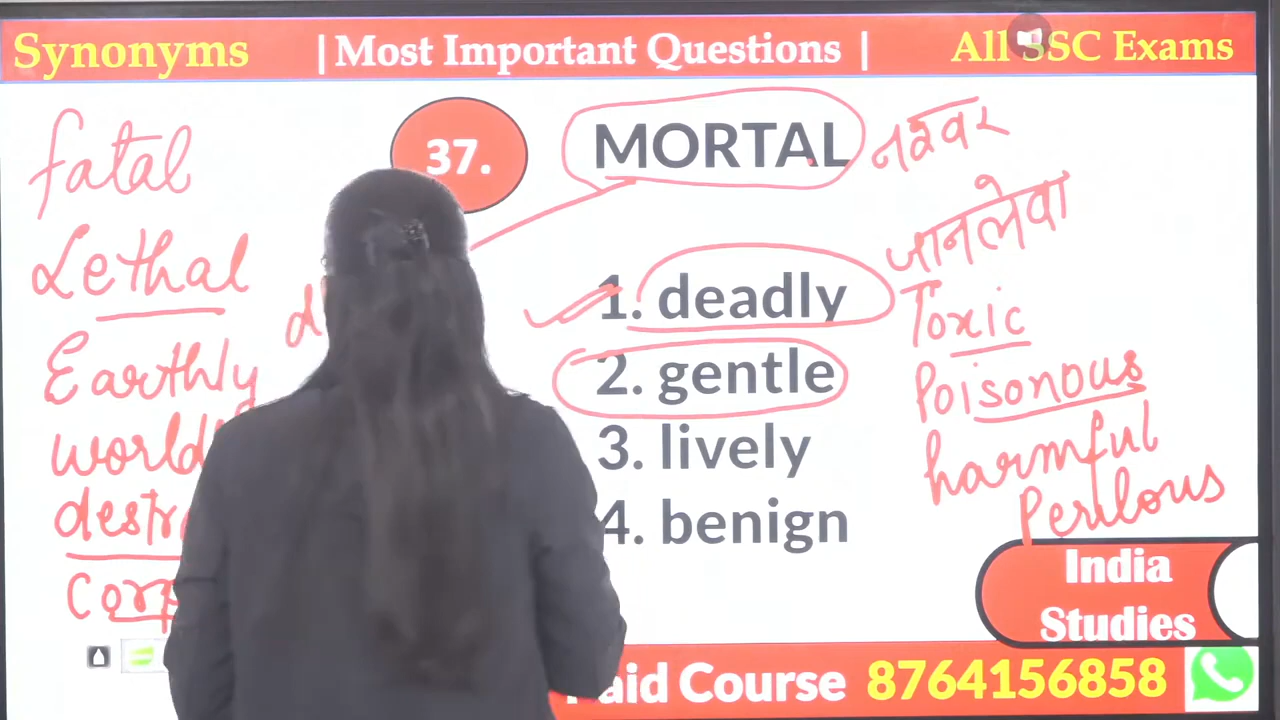 Synonyms | Most Important Questions | All SSC Exams
fatal
37.
MORTAL
नश्वर
Lethal
जानलेवा
1. deadly
Toxic
Earthly
2. gentle
Poisonous
3. lively
harmful
4. benign
Perilous
India
Studies
Paid Course 8764156858